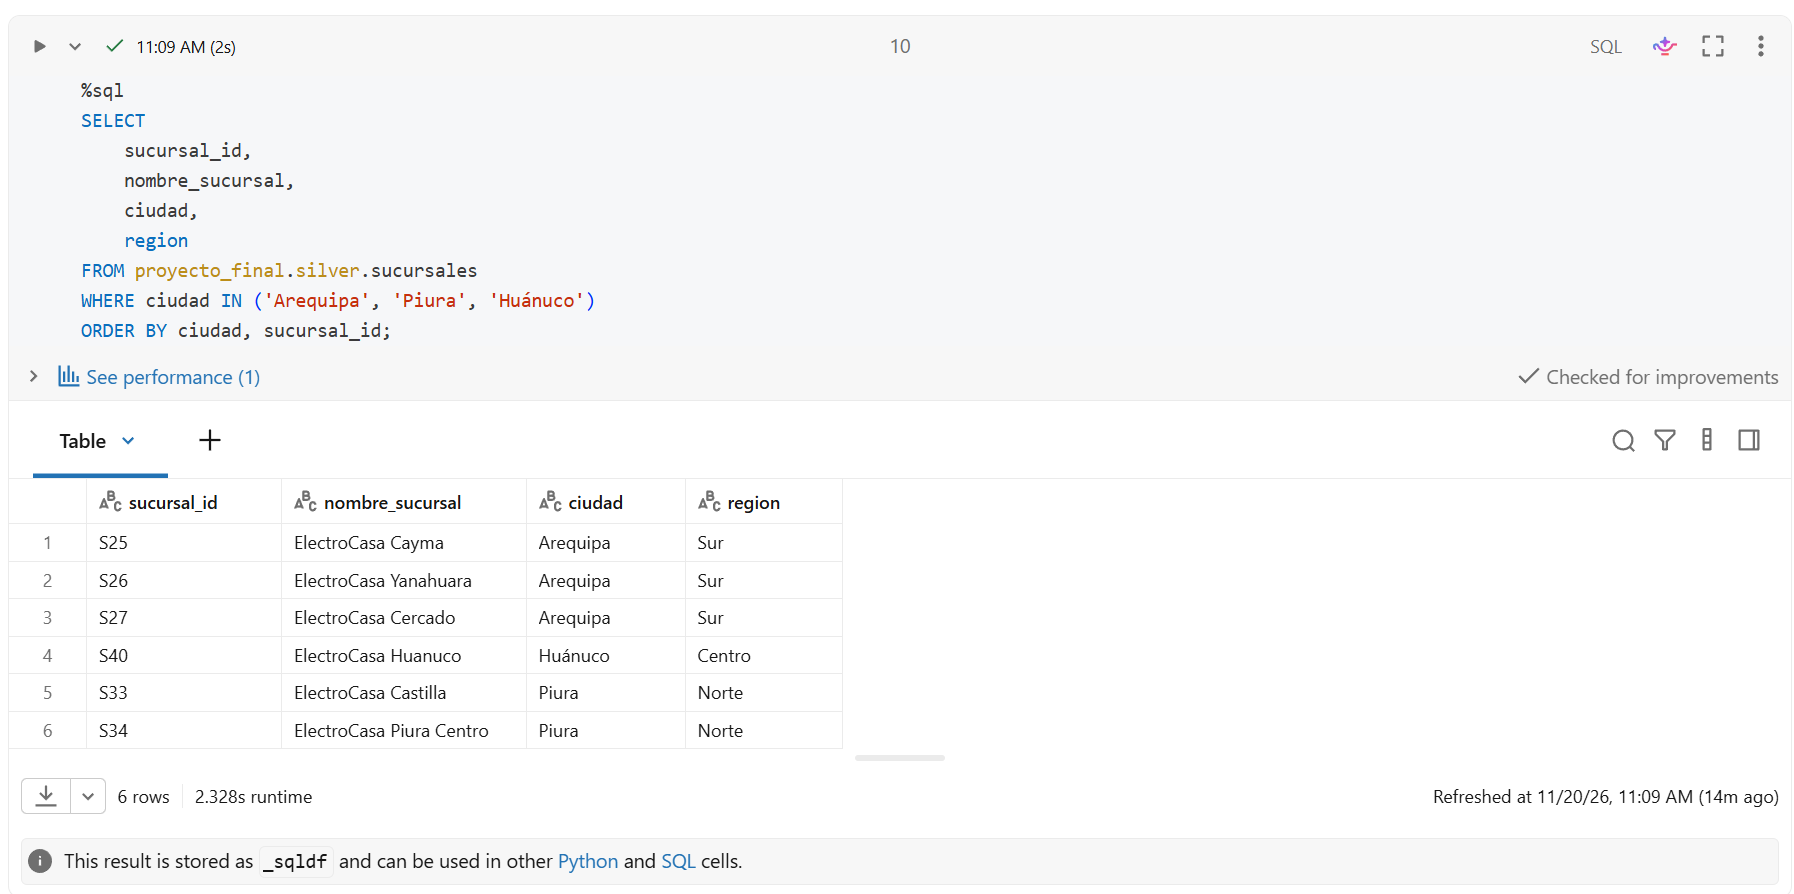 11:09 AM (2s) 10 SQL
%sql
SELECT
sucursal_id,
nombre_sucursal,
ciudad,
region
FROM proyecto_final.silver.sucursales
WHERE ciudad IN ('Arequipa', 'Piura', 'Huánuco')
ORDER BY ciudad, sucursal_id;
See performance (1) Checked for improvements
Table
sucursal_id nombre_sucursal ciudad region
1 S25 ElectroCasa Cayma Arequipa Sur
2 S26 ElectroCasa Yanahuara Arequipa Sur
3 S27 ElectroCasa Cercado Arequipa Sur
4 S40 ElectroCasa Huanuco Huánuco Centro
5 S33 ElectroCasa Castilla Piura Norte
6 S34 ElectroCasa Piura Centro Piura Norte
6 rows 2.328s runtime Refreshed at 11/20/26, 11:09 AM (14m ago)
This result is stored as _sqldf and can be used in other Python and SQL cells.